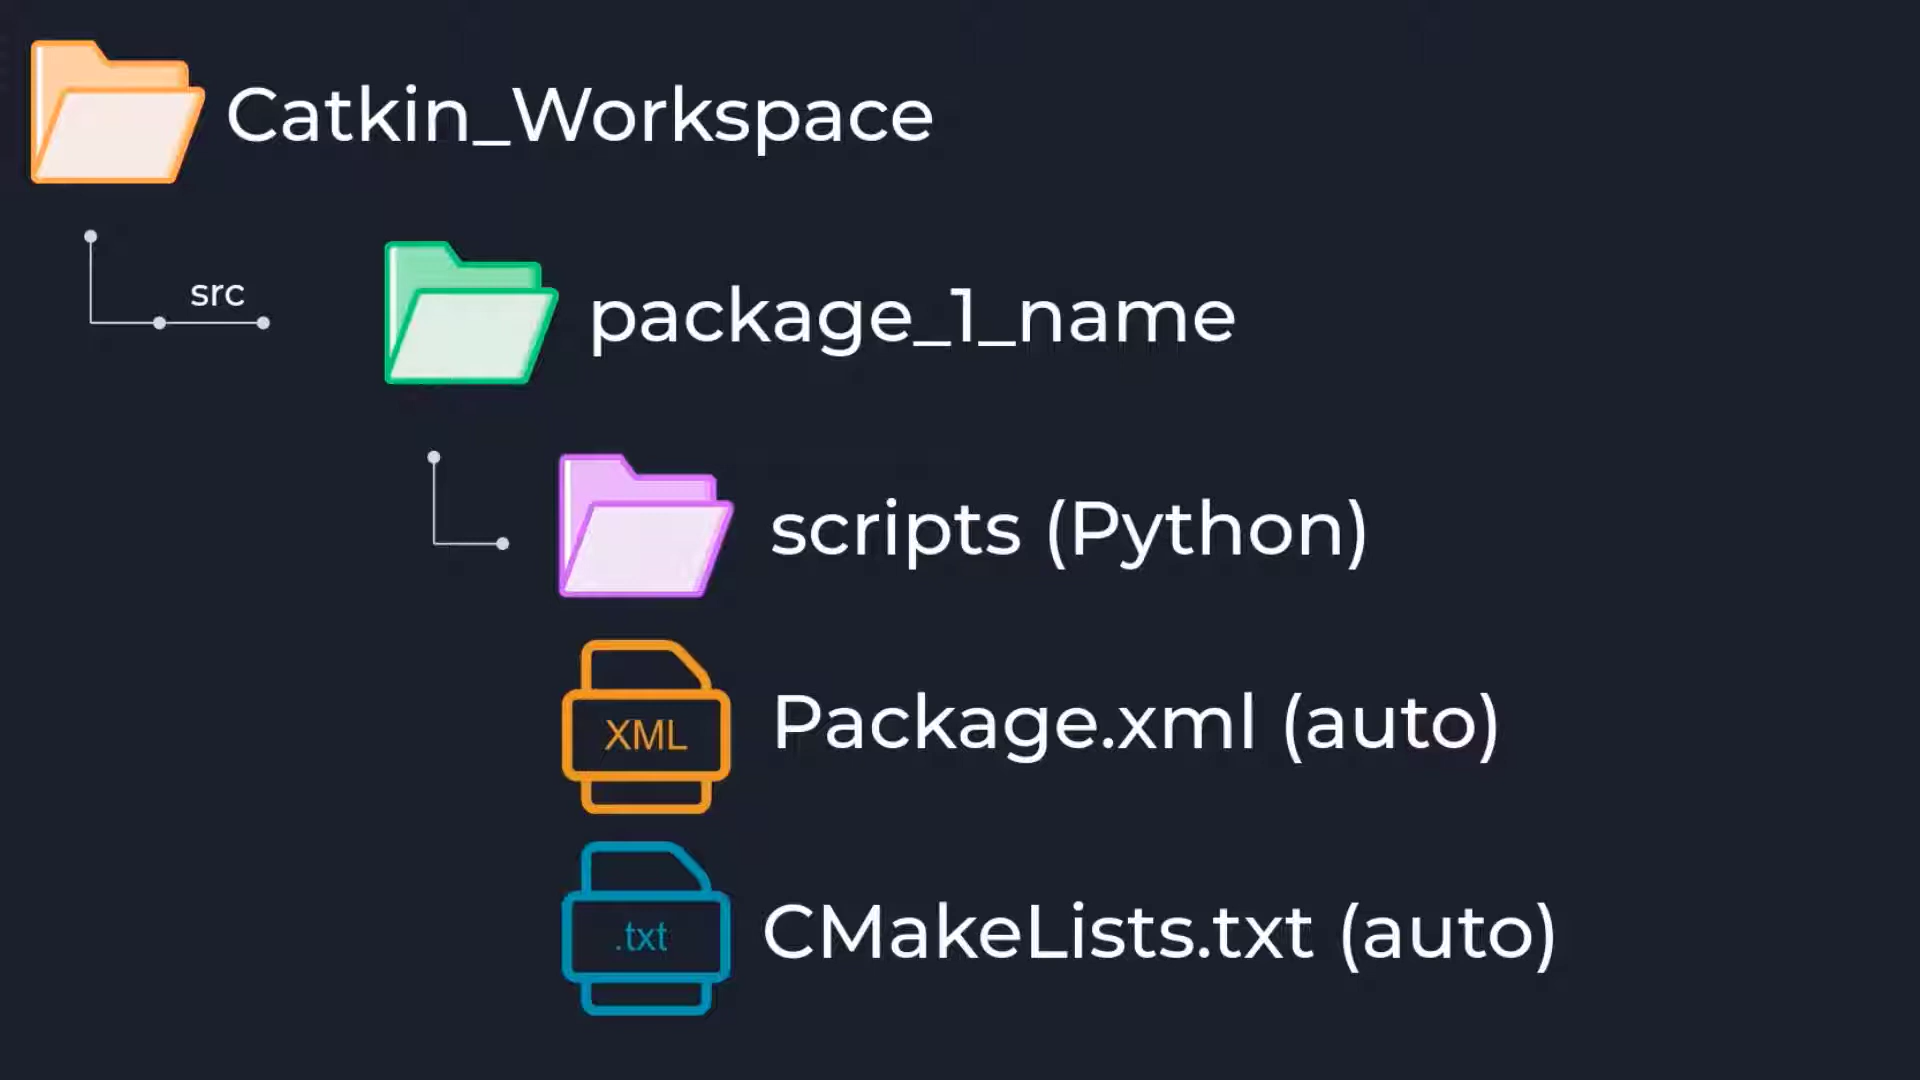 Catkin_Workspace
src
package_1_name
scripts (Python)
XML
Package.xml (auto)
.txt
CMakeLists.txt (auto)